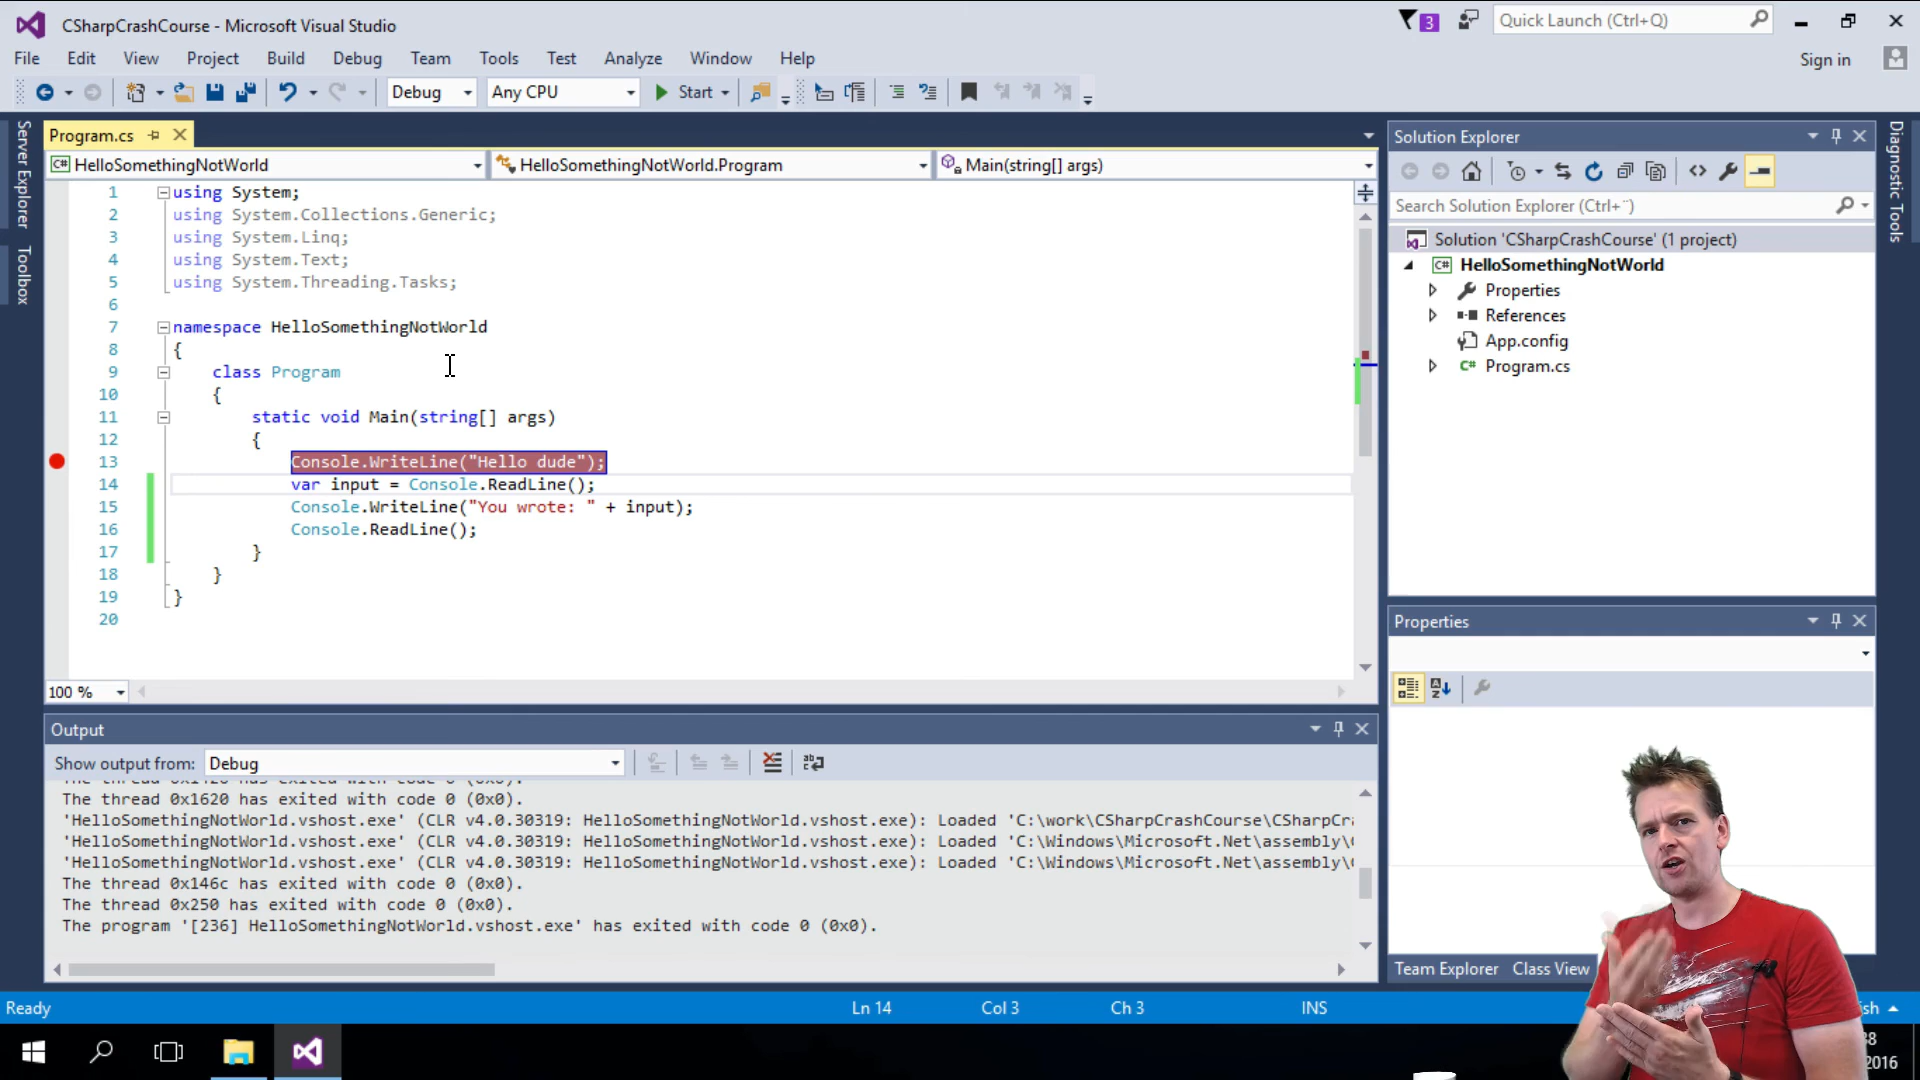 CSharpCrashCourse - Microsoft Visual Studio
3
Quick Launch (Ctrl+Q)
File Edit View Project Build Debug Team Tools Test Analyze Window Help
Sign in
Debug Any CPU Start
Server Explorer
Toolbox
Program.cs
HelloSomethingNotWorld HelloSomethingNotWorld.Program Main(string[] args)
1 using System;
2 using System.Collections.Generic;
3 using System.Linq;
4 using System.Text;
5 using System.Threading.Tasks;
6
7 namespace HelloSomethingNotWorld
8 {
9 class Program
10 {
11 static void Main(string[] args)
12 {
13 Console.WriteLine("Hello dude");
14 var input = Console.ReadLine();
15 Console.WriteLine("You wrote: " + input);
16 Console.ReadLine();
17 }
18 }
19 }
20
100 %
Output
Show output from: Debug
The thread 0x1420 has exited with code 0 (0x0).
The thread 0x1620 has exited with code 0 (0x0).
'HelloSomethingNotWorld.vshost.exe' (CLR v4.0.30319: HelloSomethingNotWorld.vshost.exe): Loaded 'C:\work\CSharpCrashCourse\CSharpCra
'HelloSomethingNotWorld.vshost.exe' (CLR v4.0.30319: HelloSomethingNotWorld.vshost.exe): Loaded 'C:\Windows\Microsoft.Net\assembly\
'HelloSomethingNotWorld.vshost.exe' (CLR v4.0.30319: HelloSomethingNotWorld.vshost.exe): Loaded 'C:\Windows\Microsoft.Net\assembly\
The thread 0x146c has exited with code 0 (0x0).
The thread 0x250 has exited with code 0 (0x0).
The program '[236] HelloSomethingNotWorld.vshost.exe' has exited with code 0 (0x0).
Solution Explorer
Search Solution Explorer (Ctrl+¨)
Solution 'CSharpCrashCourse' (1 project)
HelloSomethingNotWorld
Properties
References
App.config
Program.cs
Diagnostic Tools
Properties
Team Explorer Class View
Ready Ln 14 Col 3 Ch 3 INS
2016